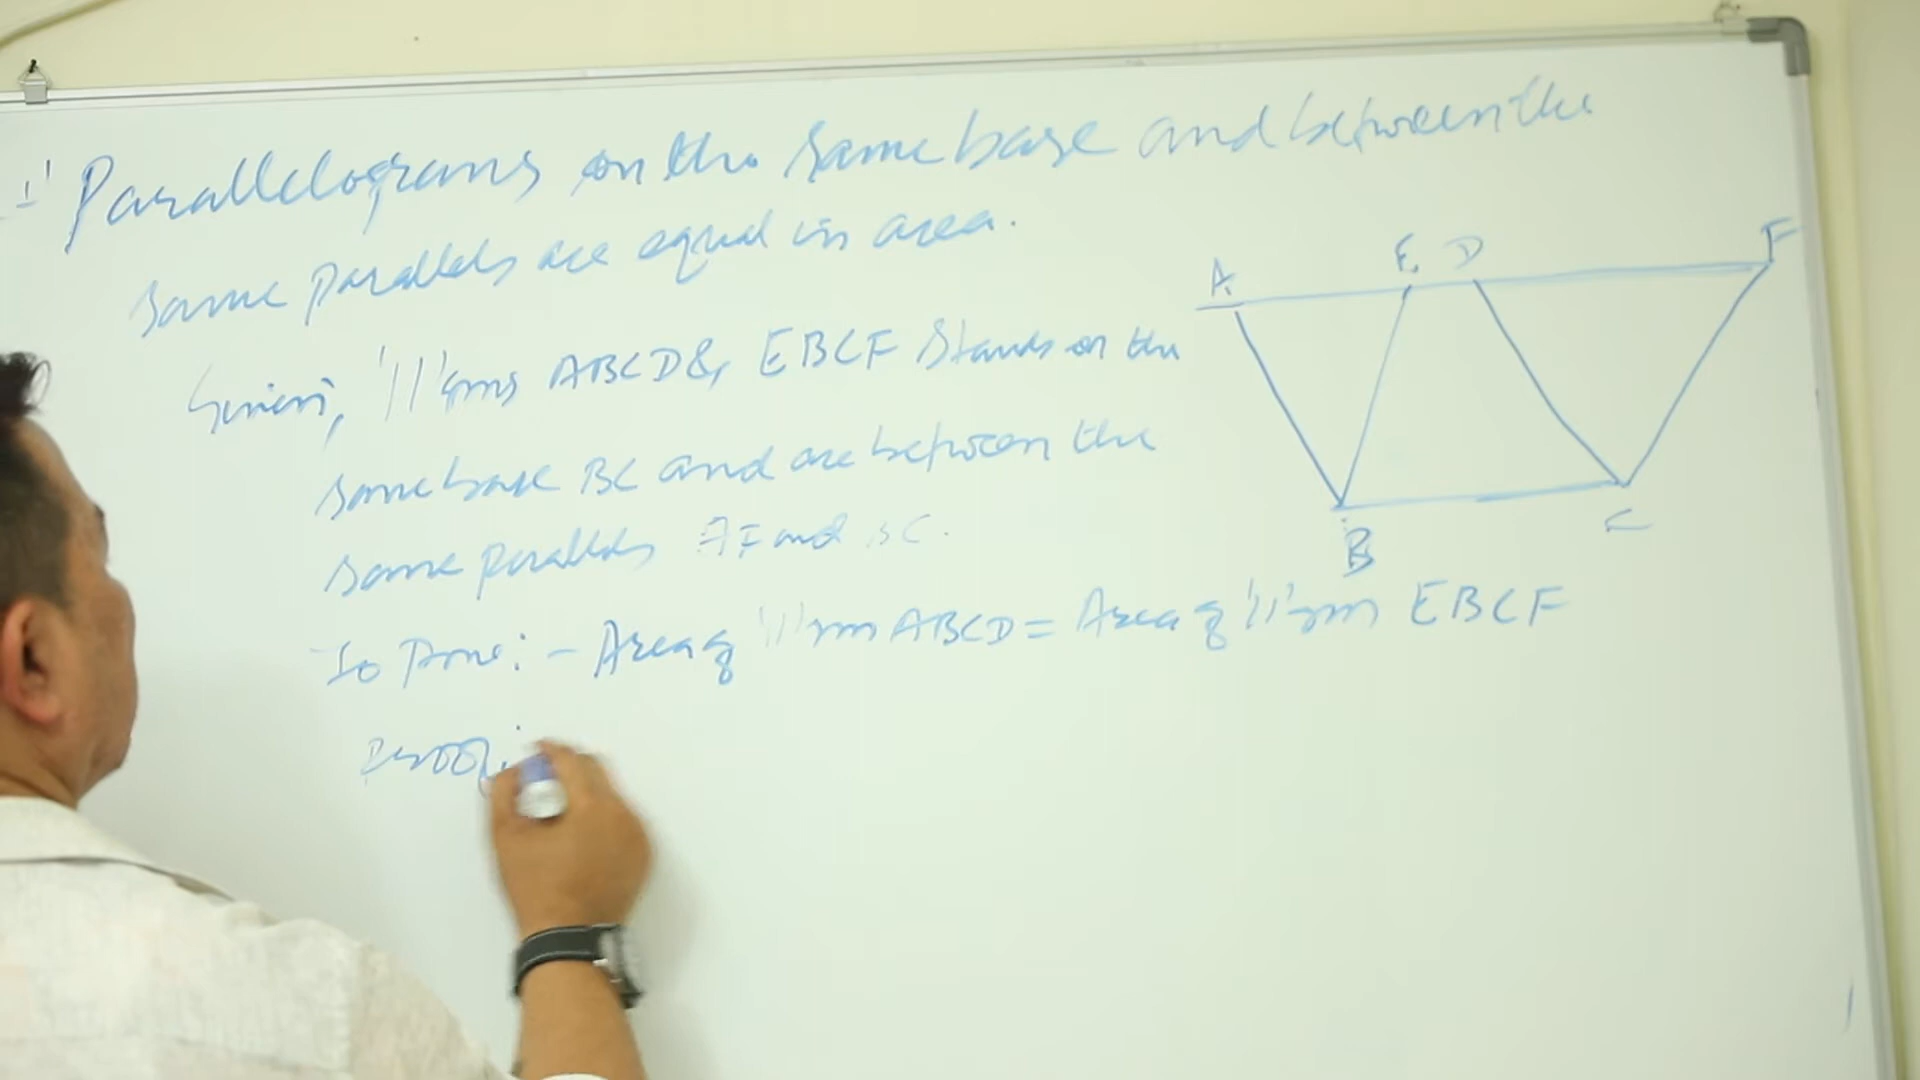 Parallelograms on the same base and between the
same parallels are equal in area.
Given, '||'gms ABCD & EBCF Stands on the
same base BC and are between the
same parallels AF and BC.
To Prove: - Area of '||'gm ABCD = Area of '||'gm EBCF
Proof:
A E D F
B C